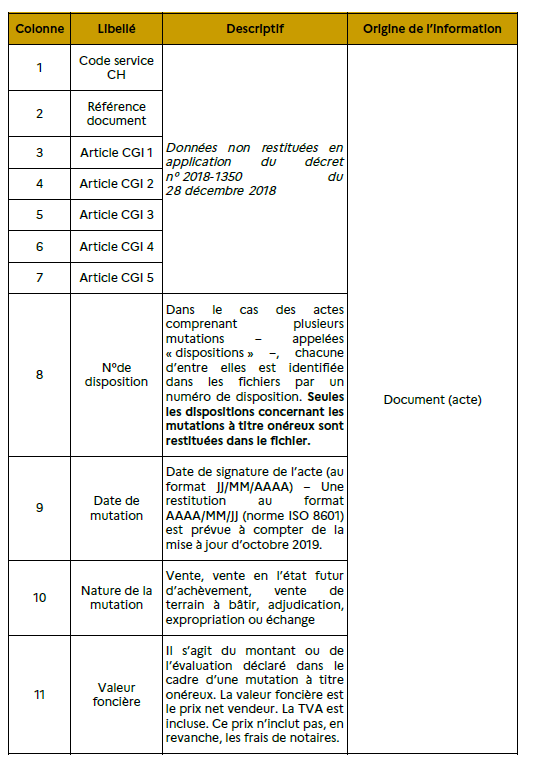 Colonne Libellé Descriptif Origine de l'information
1 Code service
CH
2 Référence
document
3 Article CGI 1
4 Article CGI 2
5 Article CGI 3
6 Article CGI 4
7 Article CGI 5
Données non restituées en
application du décret
n° 2018-1350 du
28 décembre 2018
8 N°de
disposition
Dans le cas des actes
comprenant plusieurs
mutations – appelées
« dispositions » –, chacune
d'entre elles est identifiée
dans les fichiers par un
numéro de disposition. Seules
les dispositions concernant les
mutations à titre onéreux sont
restituées dans le fichier.
9 Date de
mutation
Date de signature de l'acte (au
format JJ/MM/AAAA) – Une
restitution au format
AAAA/MM/JJ (norme ISO 8601)
est prévue à compter de la
mise à jour d'octobre 2019.
10 Nature de la
mutation
Vente, vente en l'état futur
d'achèvement, vente de
terrain à bâtir, adjudication,
expropriation ou échange
11 Valeur
foncière
Il s'agit du montant ou de
l'évaluation déclaré dans le
cadre d'une mutation à titre
onéreux. La valeur foncière est
le prix net vendeur. La TVA est
incluse. Ce prix n'inclut pas, en
revanche, les frais de notaires.
Document (acte)